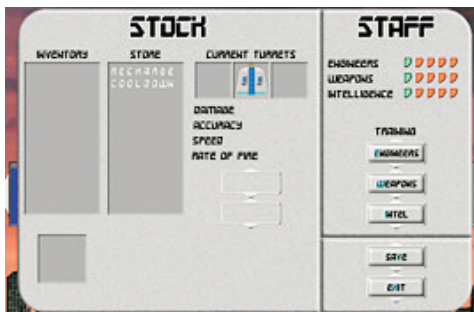 STOCK
STAFF
INVENTORY
STORE
CURRENT TURRETS
RECHARGE
COOLDOWN
DAMAGE
ACCURACY
SPEED
RATE OF FIRE
ENGINEERS
WEAPONS
INTELLIGENCE
TRAINING
ENGINEERS
WEAPONS
INTEL
SAVE
EXIT